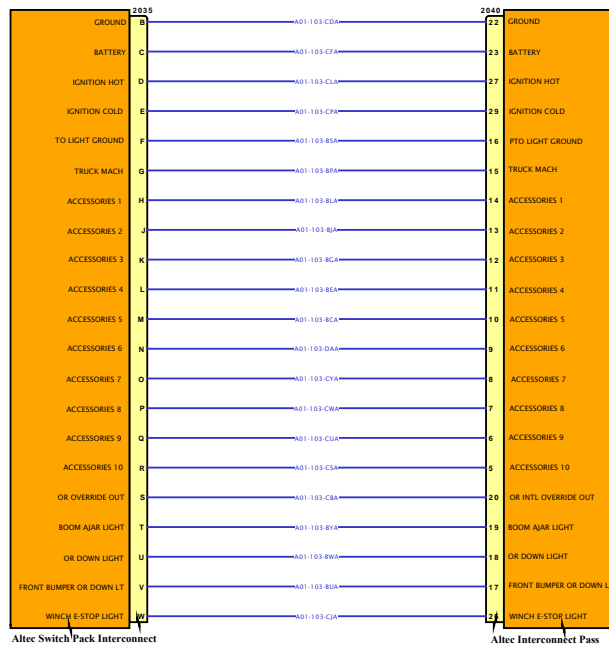 2035 2040
GROUND B A01-103-CDA 22 GROUND
BATTERY C A01-103-CFA 23 BATTERY
IGNITION HOT D A01-103-CLA 27 IGNITION HOT
IGNITION COLD E A01-103-CPA 29 IGNITION COLD
TO LIGHT GROUND F A01-103-BSA 16 PTO LIGHT GROUND
TRUCK MACH G A01-103-BPA 15 TRUCK MACH
ACCESSORIES 1 H A01-103-BLA 14 ACCESSORIES 1
ACCESSORIES 2 J A01-103-BJA 13 ACCESSORIES 2
ACCESSORIES 3 K A01-103-BGA 12 ACCESSORIES 3
ACCESSORIES 4 L A01-103-BEA 11 ACCESSORIES 4
ACCESSORIES 5 M A01-103-BCA 10 ACCESSORIES 5
ACCESSORIES 6 N A01-103-DAA 9 ACCESSORIES 6
ACCESSORIES 7 O A01-103-CYA 8 ACCESSORIES 7
ACCESSORIES 8 P A01-103-CWA 7 ACCESSORIES 8
ACCESSORIES 9 Q A01-103-CUA 6 ACCESSORIES 9
ACCESSORIES 10 R A01-103-CSA 5 ACCESSORIES 10
OR OVERRIDE OUT S A01-103-CBA 20 OR INTL OVERRIDE OUT
BOOM AJAR LIGHT T A01-103-BYA 19 BOOM AJAR LIGHT
OR DOWN LIGHT U A01-103-BWA 18 OR DOWN LIGHT
FRONT BUMPER OR DOWN LT V A01-103-BUA 17 FRONT BUMPER OR DOWN L
WINCH E-STOP LIGHT W A01-103-CJA WINCH E-STOP LIGHT
Altec Switch Pack Interconnect Altec Interconnect Pass